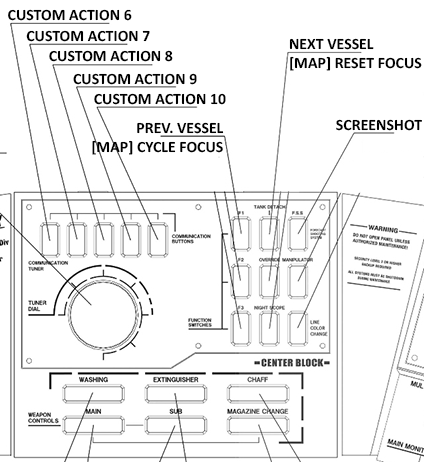 CUSTOM ACTION 6
CUSTOM ACTION 7
CUSTOM ACTION 8
CUSTOM ACTION 9
CUSTOM ACTION 10
NEXT VESSEL
[MAP] RESET FOCUS
PREV. VESSEL
[MAP] CYCLE FOCUS
SCREENSHOT
COMMUNICATION
BUTTONS
COMMUNICATION
TUNER
TUNER
DIAL
F1
TANK DETACH
F.S.S
F2
OVERRIDE
MANIPULATOR
F3
NIGHT SCOPE
FUNCTION
SWITCHES
LINE
COLOR
CHANGE
CENTER BLOCK
WASHING
EXTINGUISHER
CHAFF
WEAPON
CONTROLS
MAIN
SUB
MAGAZINE CHANGE
WARNING
DO NOT OPEN PANEL UNLESS
AUTHORIZED MAINTENANCE!
SECURITY LEVEL 3 OR HIGHER
BACKUP REQUIRED
ALL SYSTEMS MUST BE SHUTDOWN
DURING MAINTENANCE
MUL
MAIN MONIT